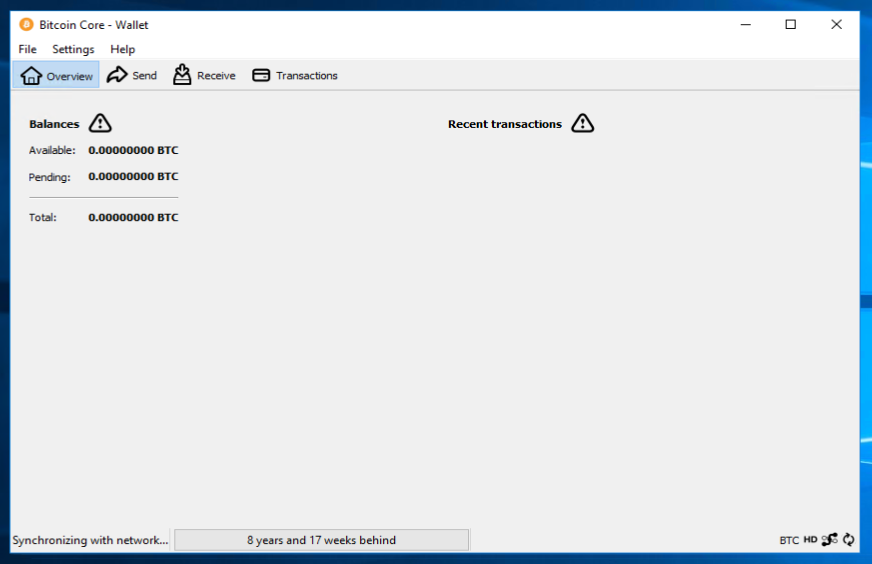 Bitcoin Core - Wallet
File Settings Help
Overview Send Receive Transactions
Balances Recent transactions
Available: 0.00000000 BTC
Pending: 0.00000000 BTC
Total: 0.00000000 BTC
Synchronizing with network... 8 years and 17 weeks behind BTC HD